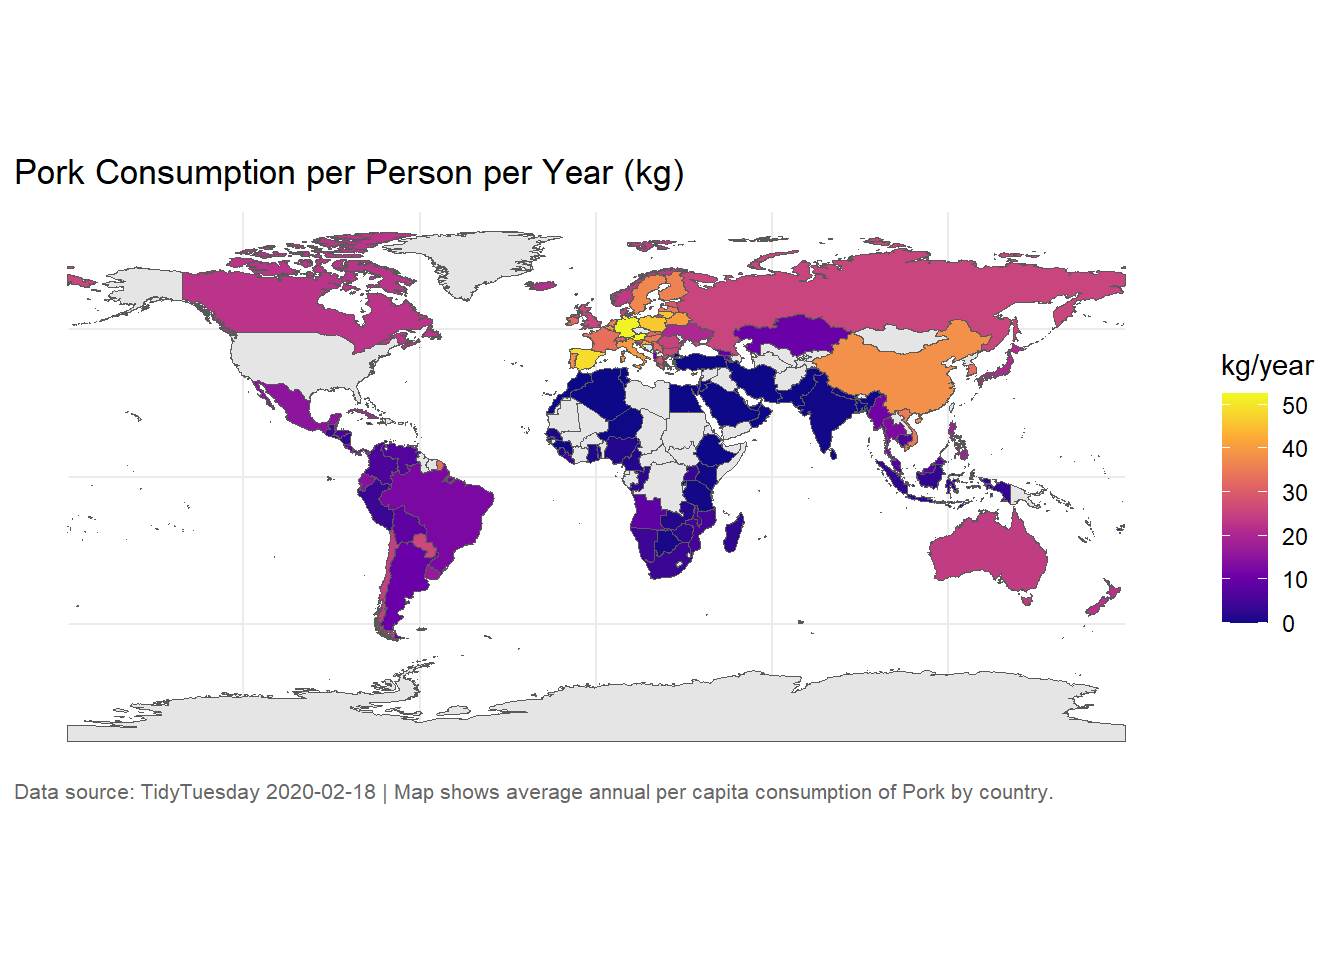 Pork Consumption per Person per Year (kg)
kg/year
50
40
30
20
10
0
Data source: TidyTuesday 2020-02-18 | Map shows average annual per capita consumption of Pork by country.